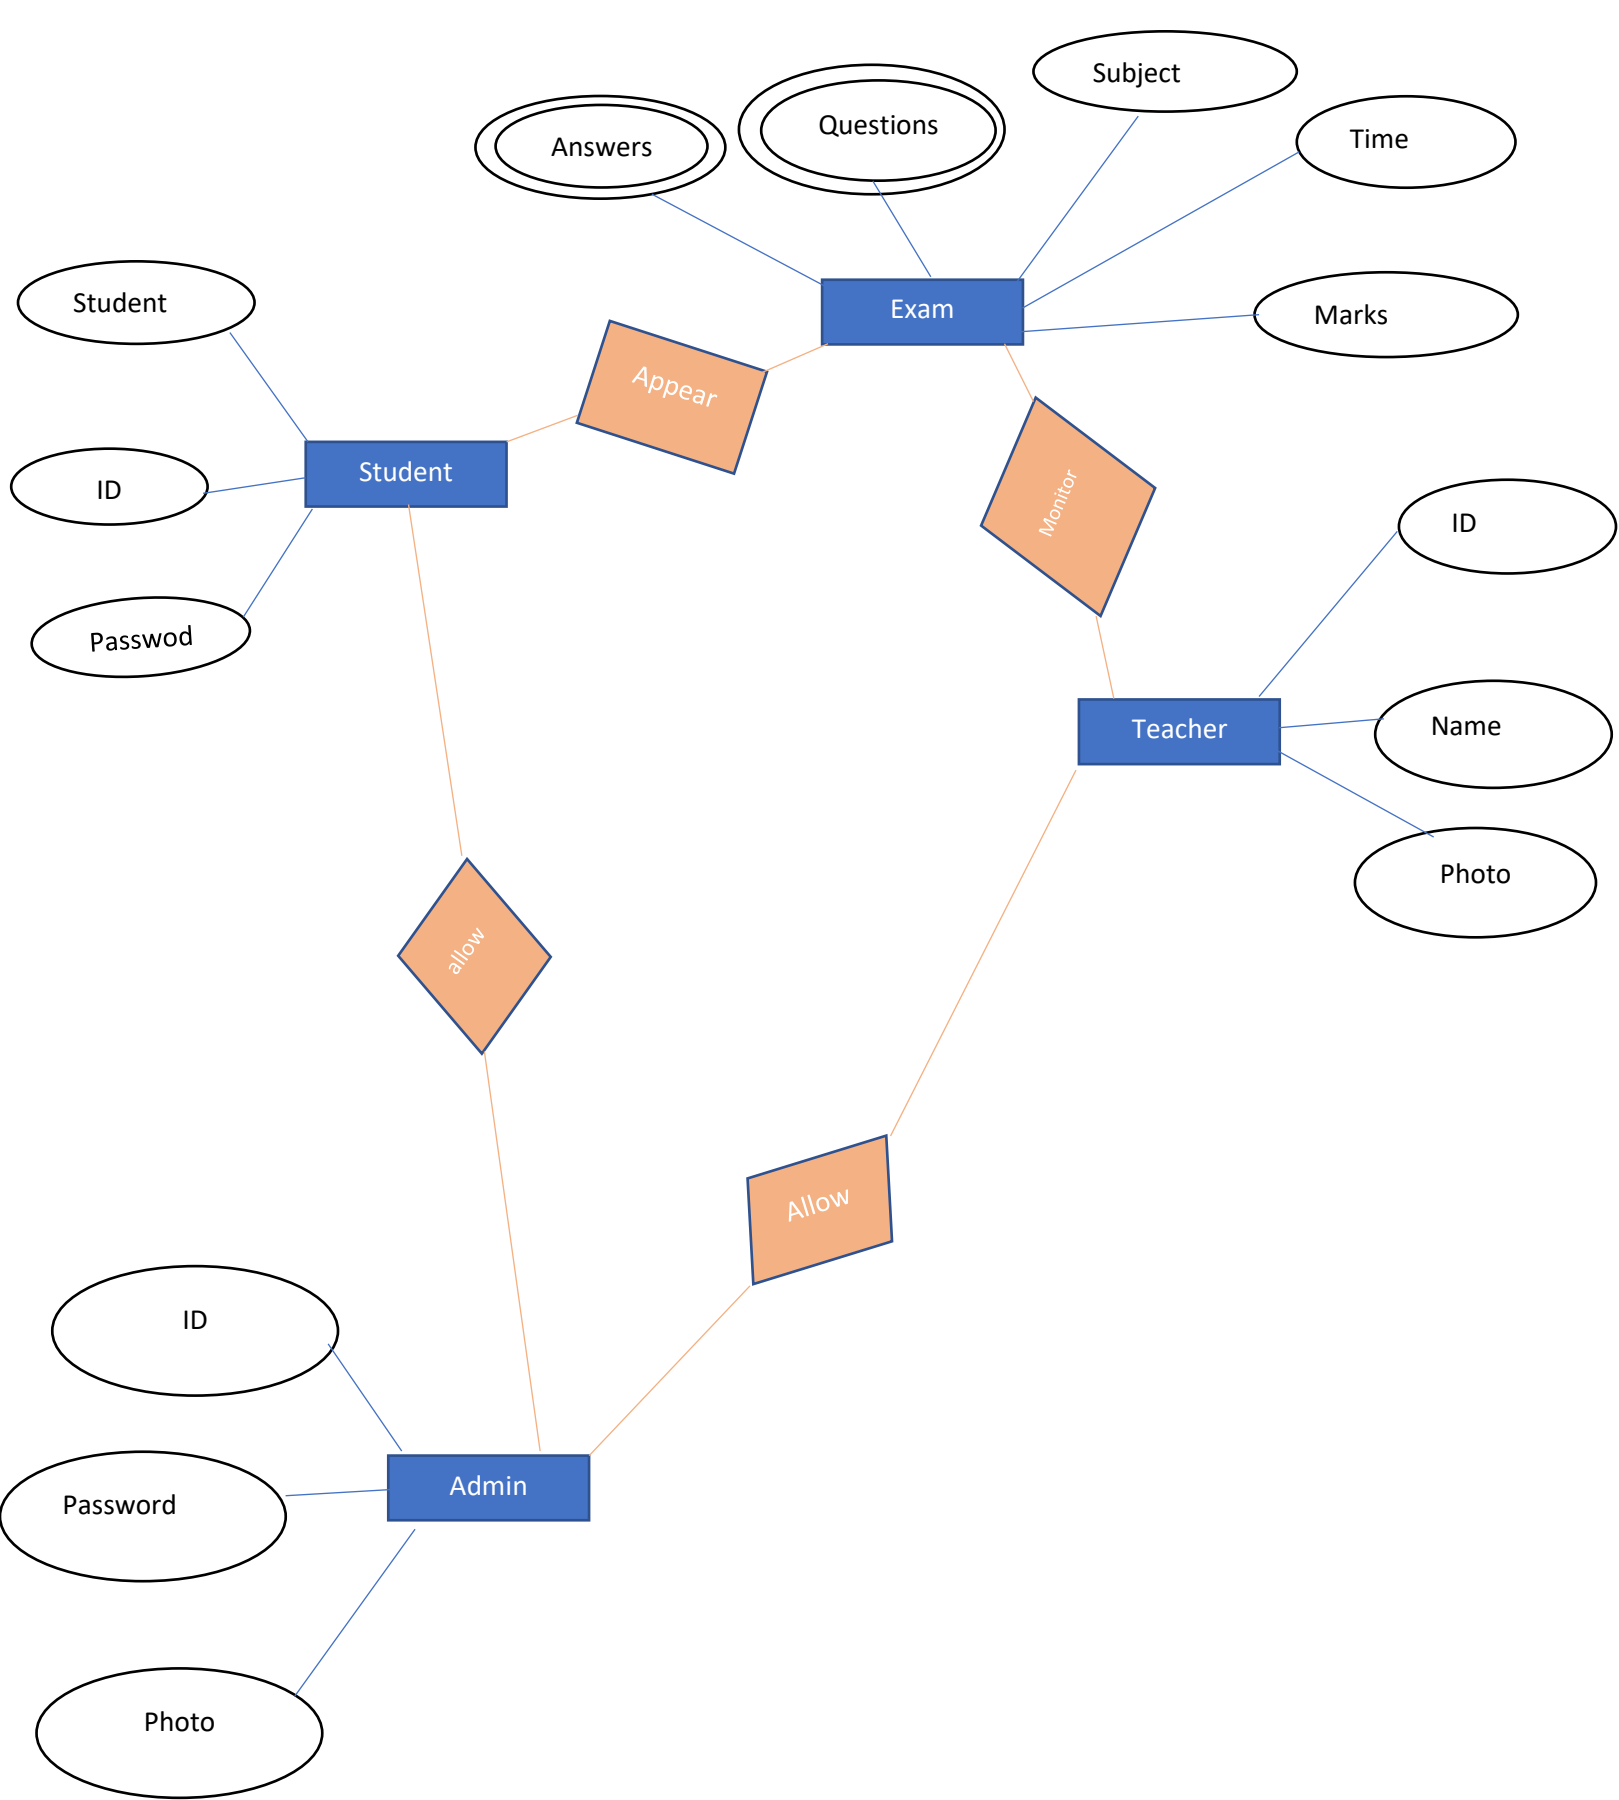 Subject
Questions
Time
Answers
Student
Exam
Marks
Appear
Student
ID
Monitor
ID
Passwod
Teacher
Name
Photo
allow
Allow
ID
Admin
Password
Photo